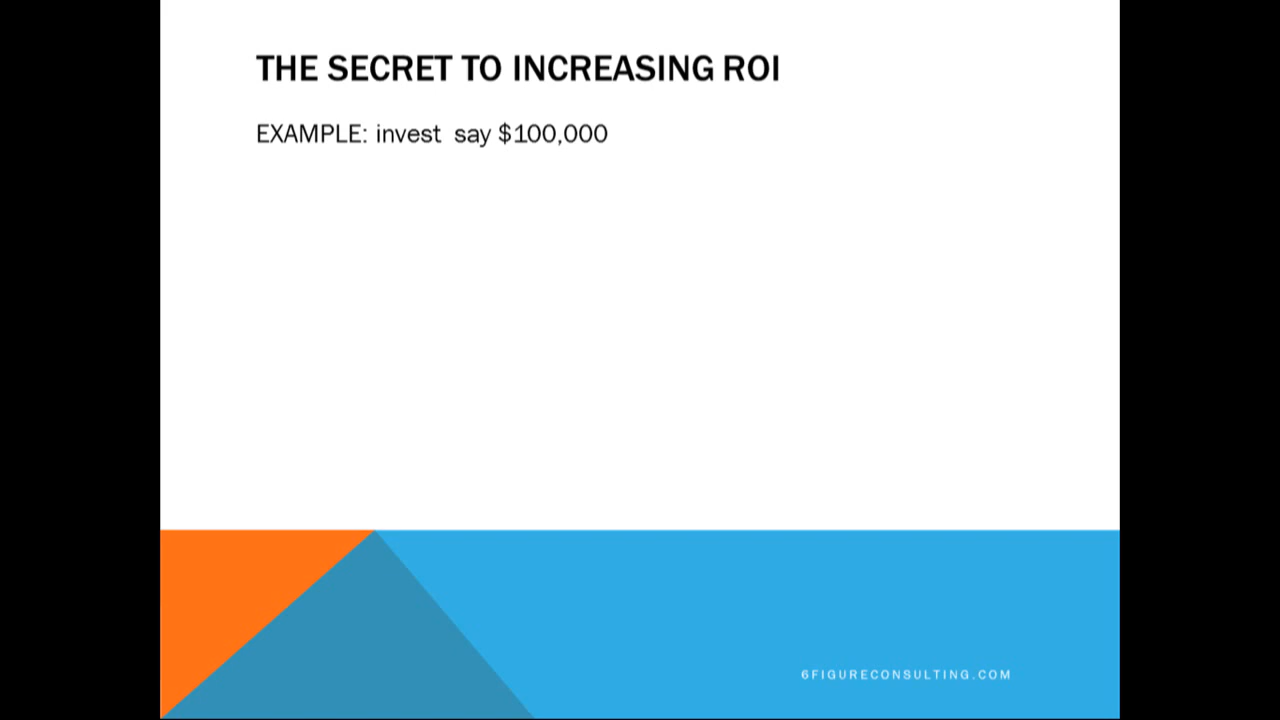 THE SECRET TO INCREASING ROI
EXAMPLE: invest  say $100,000
6FIGURECONSULTING.COM